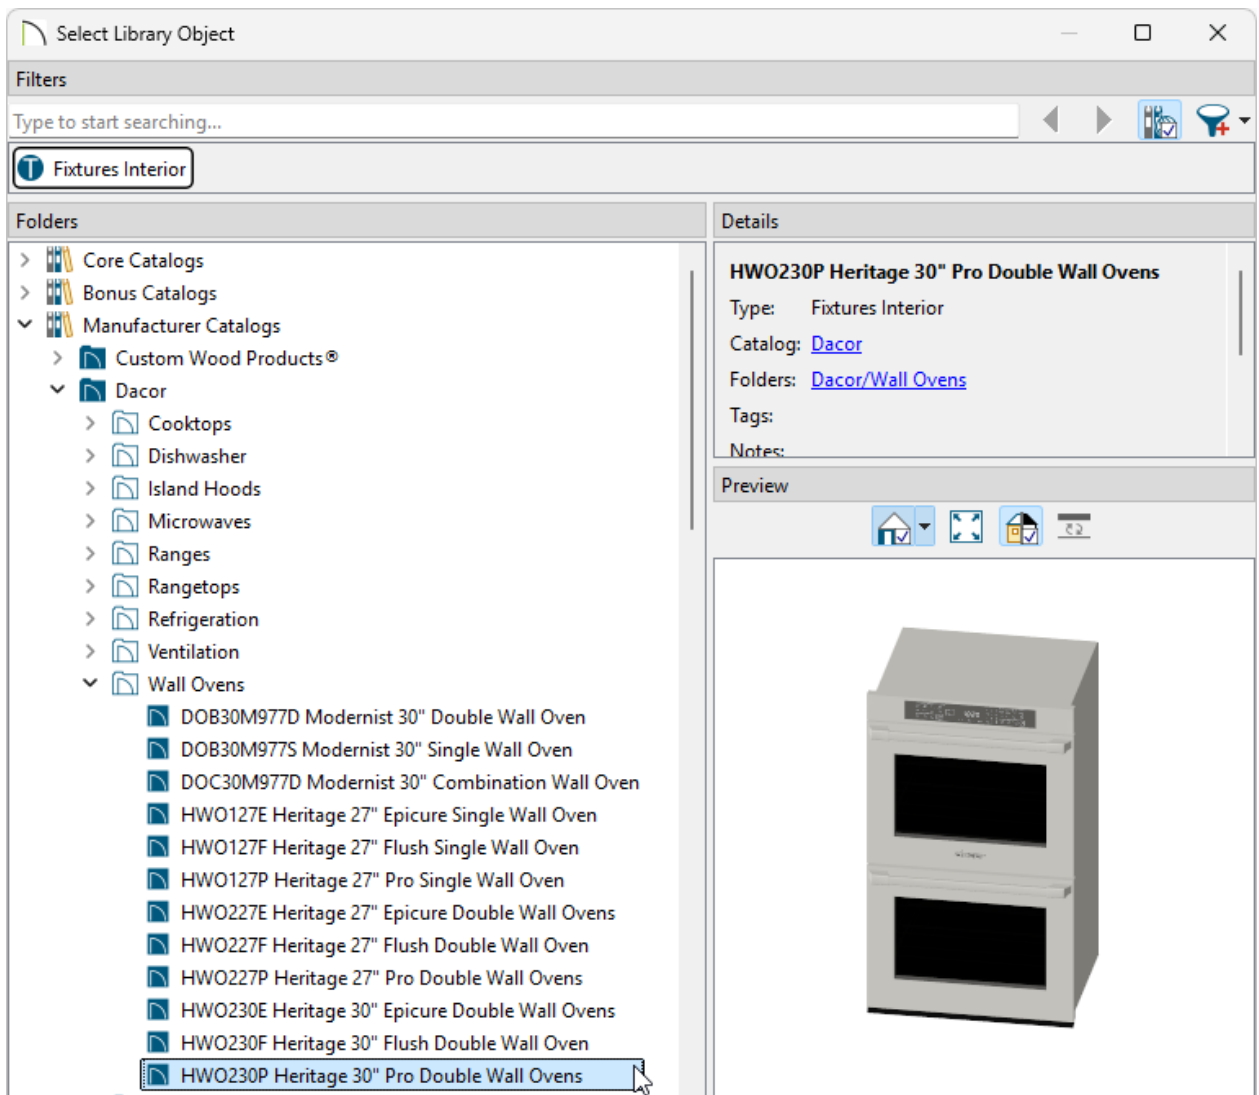 Select Library Object
Filters
Type to start searching...
Fixtures Interior
Folders
Core Catalogs
Bonus Catalogs
Manufacturer Catalogs
Custom Wood Products®
Dacor
Cooktops
Dishwasher
Island Hoods
Microwaves
Ranges
Rangetops
Refrigeration
Ventilation
Wall Ovens
DOB30M977D Modernist 30" Double Wall Oven
DOB30M977S Modernist 30" Single Wall Oven
DOC30M977D Modernist 30" Combination Wall Oven
HWO127E Heritage 27" Epicure Single Wall Oven
HWO127F Heritage 27" Flush Single Wall Oven
HWO127P Heritage 27" Pro Single Wall Oven
HWO227E Heritage 27" Epicure Double Wall Ovens
HWO227F Heritage 27" Flush Double Wall Oven
HWO227P Heritage 27" Pro Double Wall Ovens
HWO230E Heritage 30" Epicure Double Wall Ovens
HWO230F Heritage 30" Flush Double Wall Oven
HWO230P Heritage 30" Pro Double Wall Ovens
Details
HWO230P Heritage 30" Pro Double Wall Ovens
Type: Fixtures Interior
Catalog: Dacor
Folders: Dacor/Wall Ovens
Tags:
Notes:
Preview